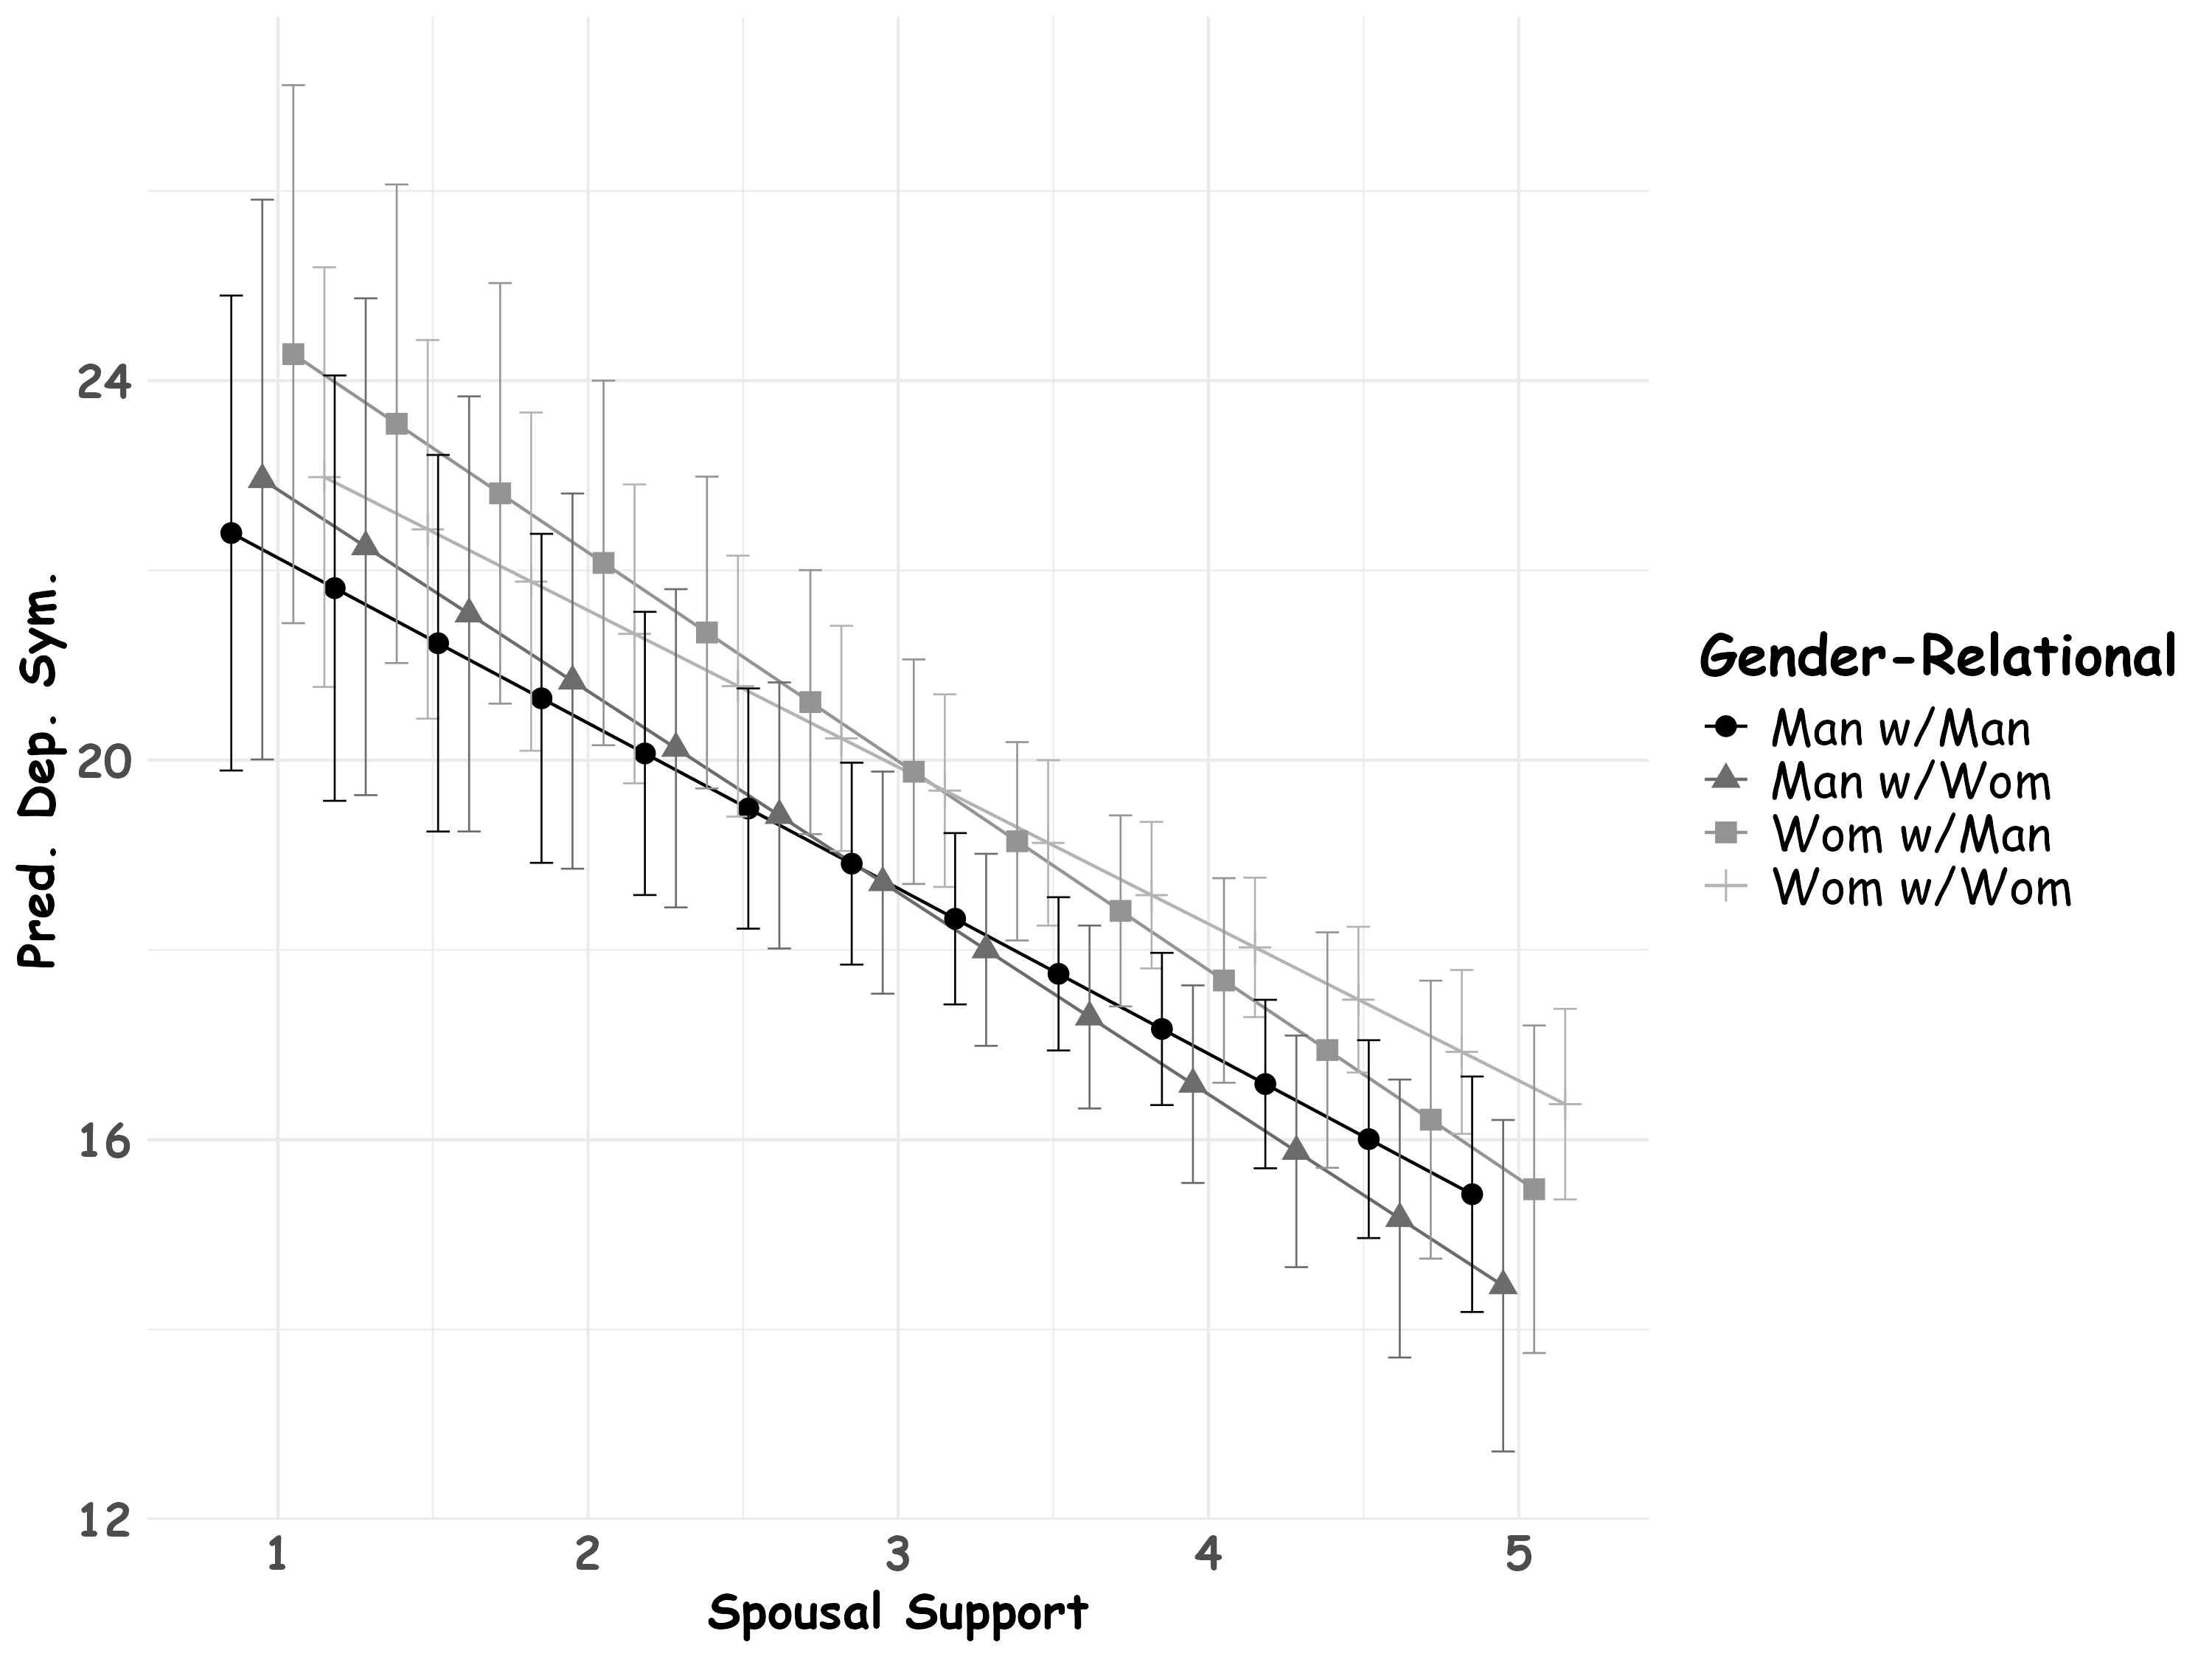 Pred. Dep. Sym.
24
20
16
12
1 2 3 4 5
Spousal Support
Gender-Relational
Man w/Man
Man w/Wom
Wom w/Man
Wom w/Wom